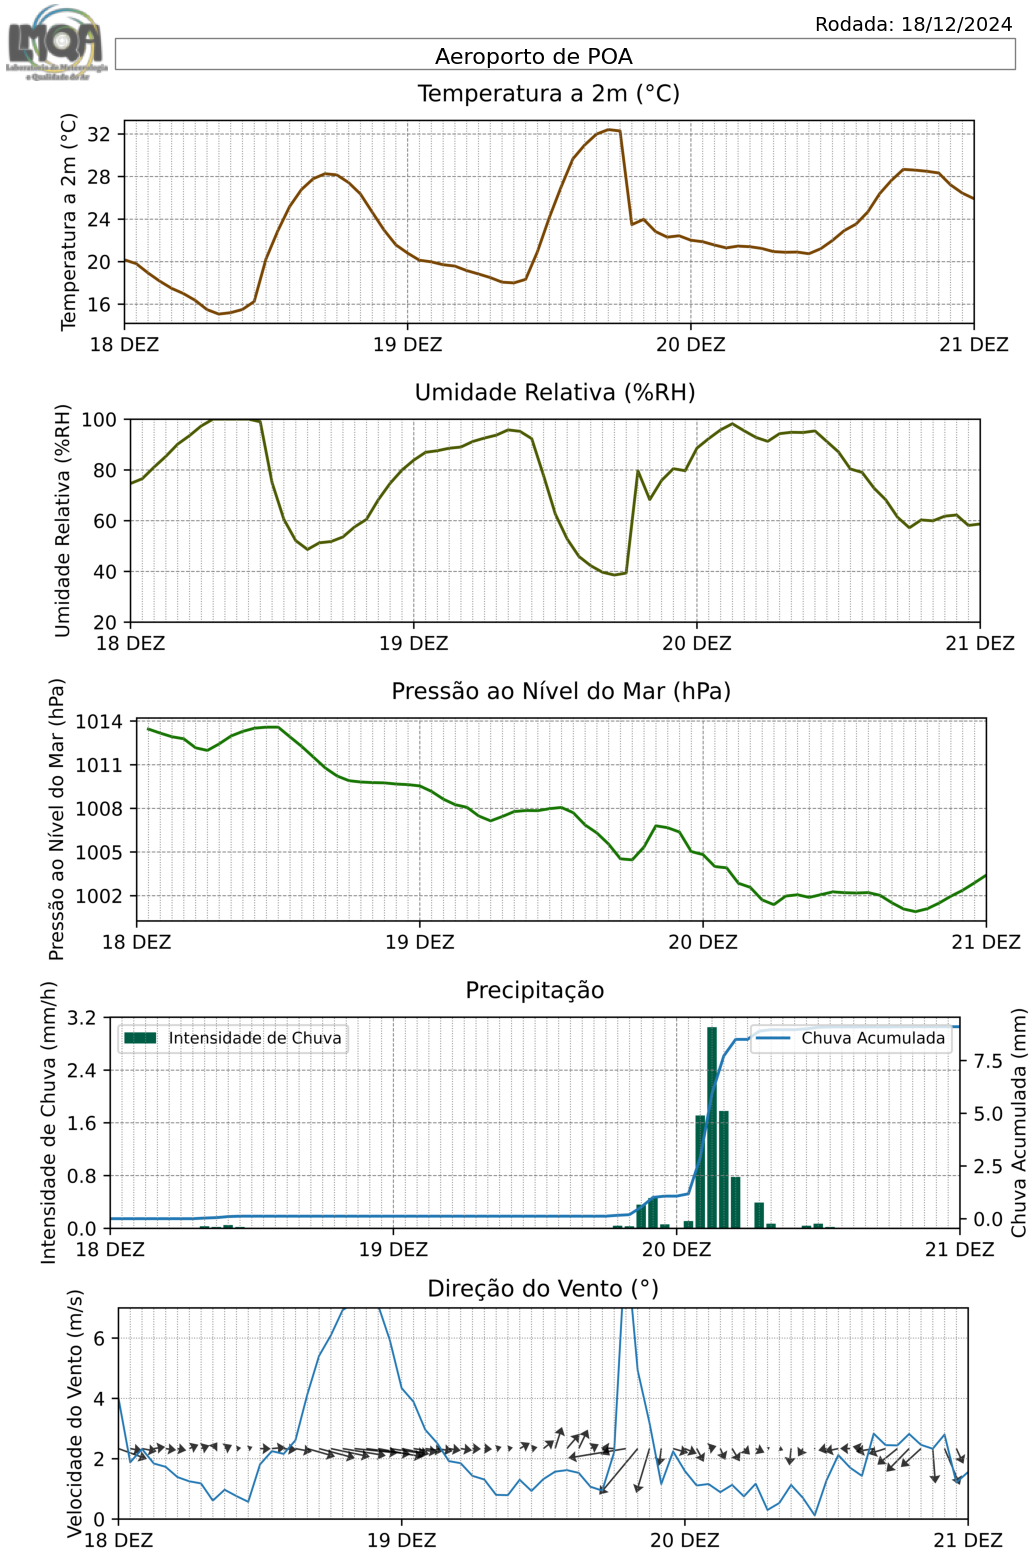 Rodada: 18/12/2024
LMQA
Laboratório de Meteorologia
e Qualidade do Ar
Aeroporto de POA
Temperatura a 2m (°C)
Temperatura a 2m (°C)
32
28
24
20
16
18 DEZ 19 DEZ 20 DEZ 21 DEZ
Umidade Relativa (%RH)
Umidade Relativa (%RH)
100
80
60
40
20
18 DEZ 19 DEZ 20 DEZ 21 DEZ
Pressão ao Nível do Mar (hPa)
Pressão ao Nível do Mar (hPa)
1014
1011
1008
1005
1002
18 DEZ 19 DEZ 20 DEZ 21 DEZ
Precipitação
Intensidade de Chuva (mm/h)
3.2
2.4
1.6
0.8
0.0
Intensidade de Chuva
Chuva Acumulada
7.5
5.0
2.5
0.0
Chuva Acumulada (mm)
18 DEZ 19 DEZ 20 DEZ 21 DEZ
Direção do Vento (°)
Velocidade do Vento (m/s)
6
4
2
0
18 DEZ 19 DEZ 20 DEZ 21 DEZ